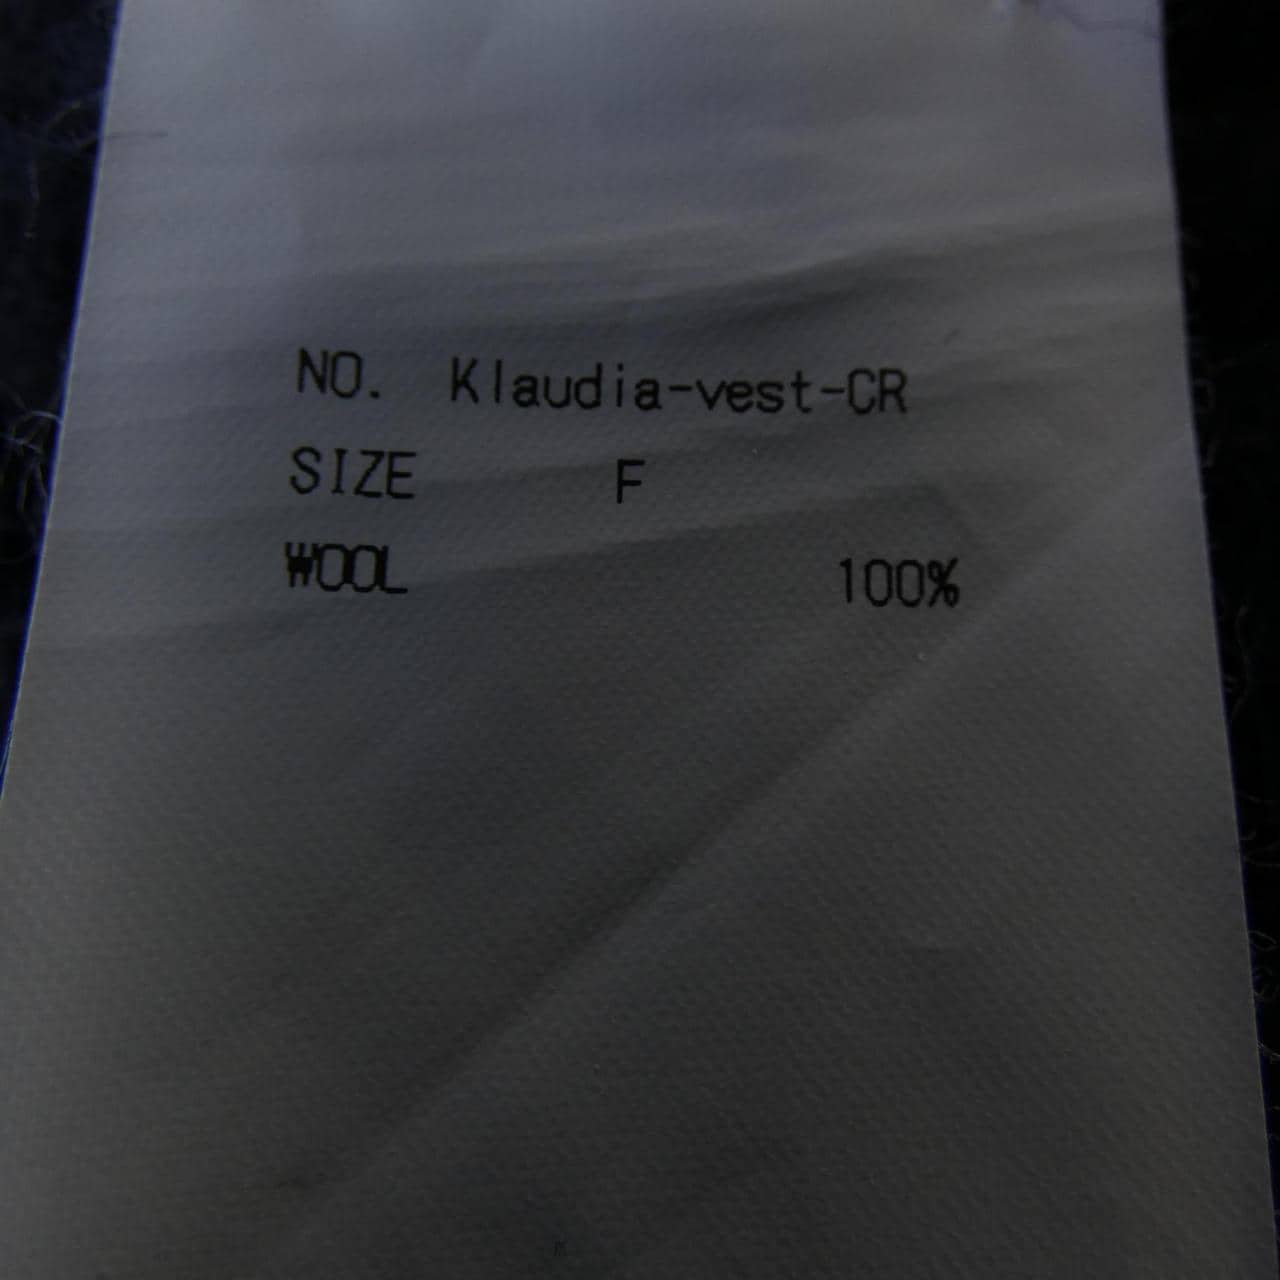 NO. Klaudia-vest-CR
SIZE F
WOOL 100%